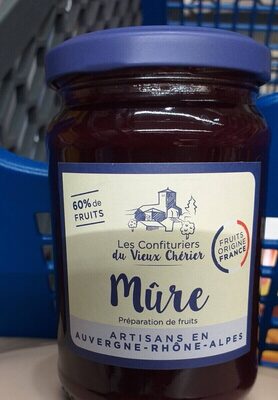 60% de
FRUITS
Les Confituriers
du Vieux Chérier
FRUITS
ORIGINE
FRANCE
Mûre
Préparation de fruits
ARTISANS EN
AUVERGNE-RHÔNE-ALPES